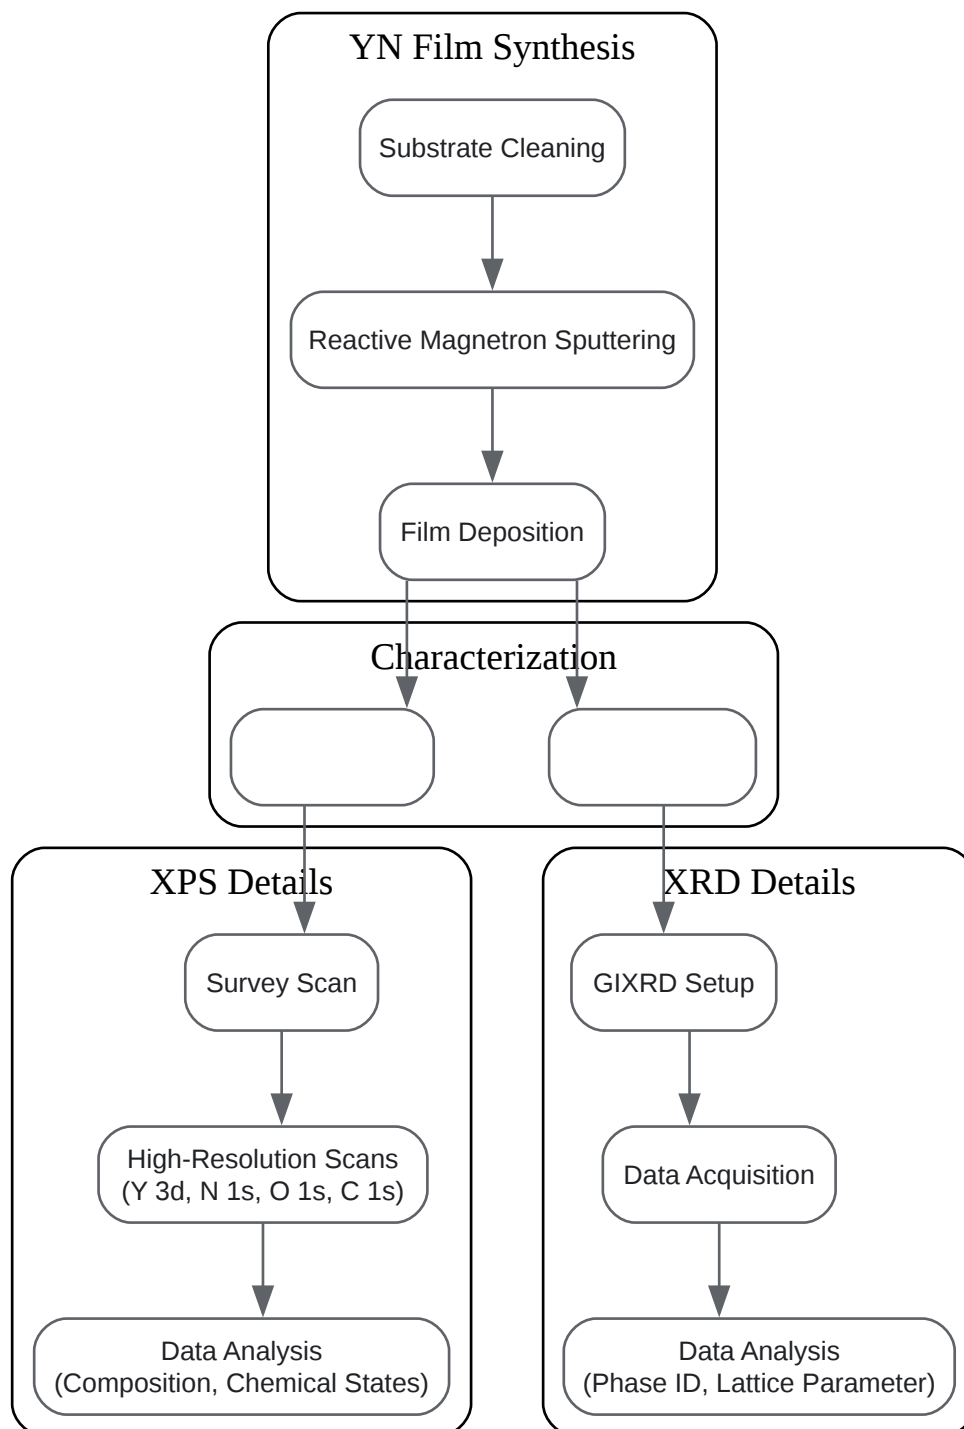 YN Film Synthesis
Substrate Cleaning
Reactive Magnetron Sputtering
Film Deposition
Characterization
XPS Details
Survey Scan
High-Resolution Scans
(Y 3d, N 1s, O 1s, C 1s)
Data Analysis
(Composition, Chemical States)
XRD Details
GIXRD Setup
Data Acquisition
Data Analysis
(Phase ID, Lattice Parameter)